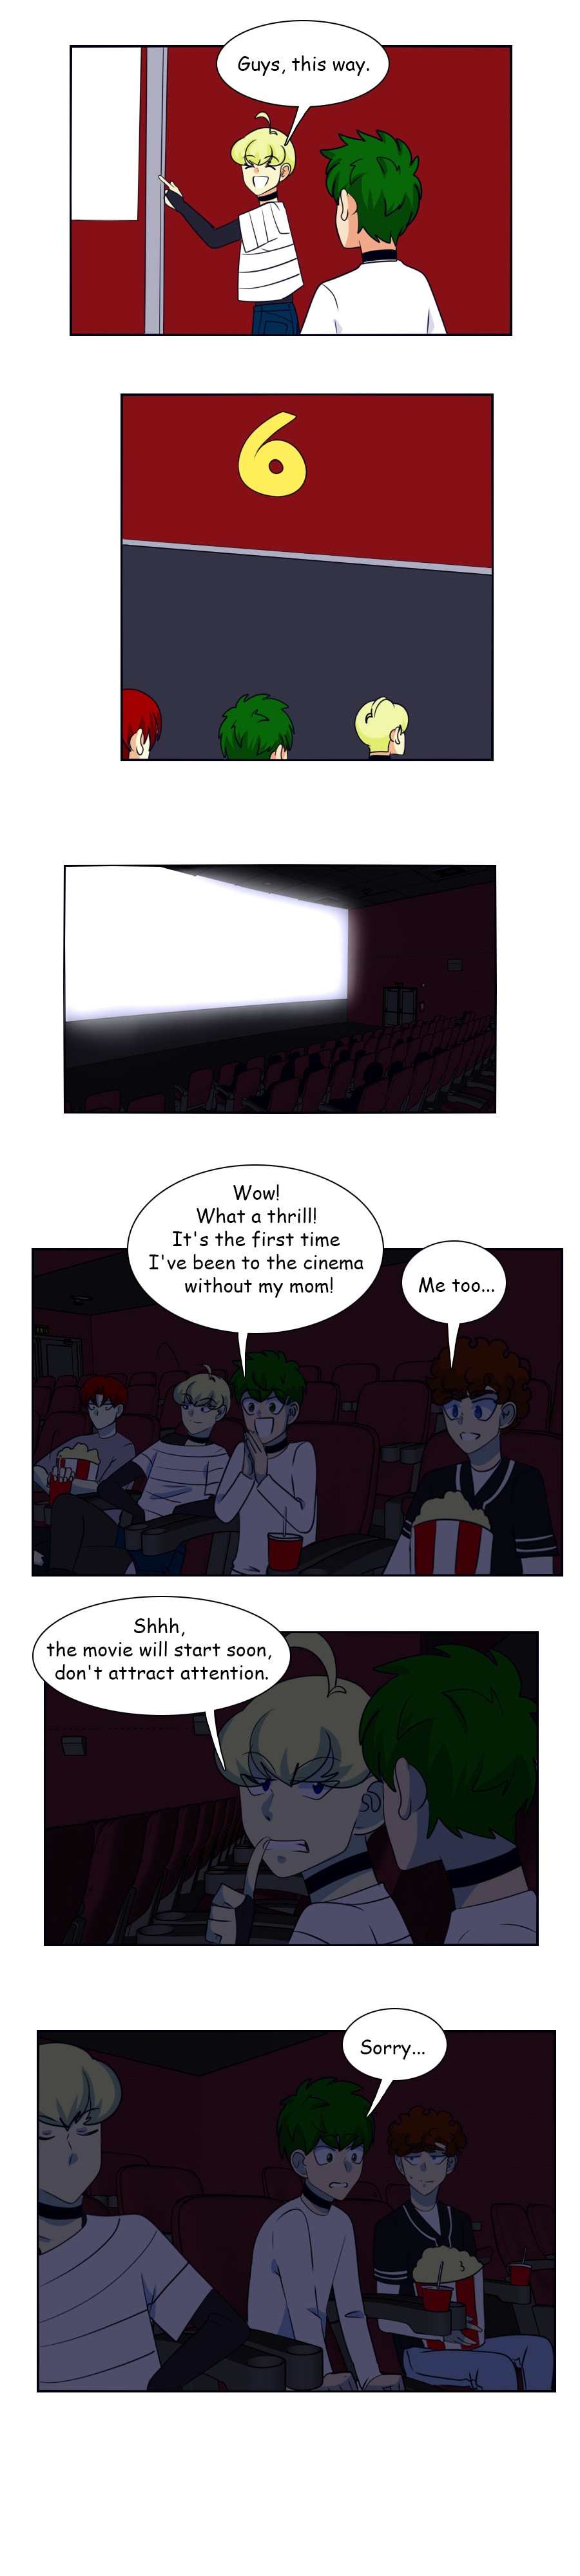 Guys, this way.
6
Wow!
What a thrill!
It's the first time
I've been to the cinema
without my mom!
Me too...
Shhh,
the movie will start soon,
don't attract attention.
Sorry...